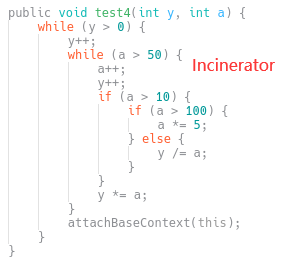 public void test4(int y, int a) {
    while (y > 0) {
        y++;
        while (a > 50) {
            a++;
            y++;
            if (a > 10) {
                if (a > 100) {
                    a *= 5;
                } else {
                    y /= a;
                }
            }
            y *= a;
        }
        attachBaseContext(this);
    }
}
Incinerator